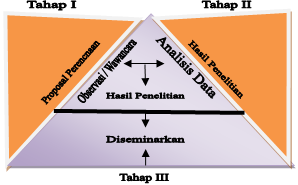 Tahap I
Tahap II
Proposal Perencanaan
Observasi / Wawancara
Analisis Data
Hasil Penelitian
Hasil Penelitian
Diseminarkan
Tahap III